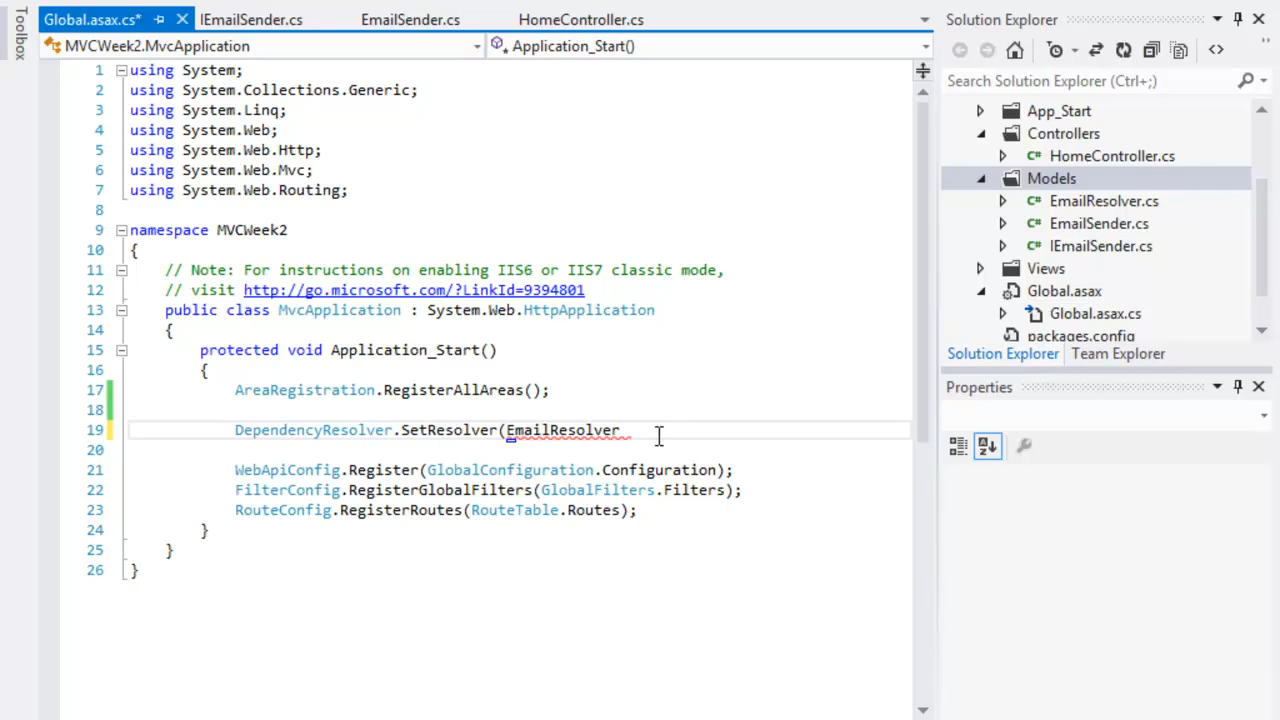 Toolbox
Global.asax.cs*
IEmailSender.cs
EmailSender.cs
HomeController.cs
MVCWeek2.MvcApplication
Application_Start()
1 using System;
2 using System.Collections.Generic;
3 using System.Linq;
4 using System.Web;
5 using System.Web.Http;
6 using System.Web.Mvc;
7 using System.Web.Routing;
8
9 namespace MVCWeek2
10 {
11 // Note: For instructions on enabling IIS6 or IIS7 classic mode,
12 // visit http://go.microsoft.com/?LinkId=9394801
13 public class MvcApplication : System.Web.HttpApplication
14 {
15 protected void Application_Start()
16 {
17 AreaRegistration.RegisterAllAreas();
18
19 DependencyResolver.SetResolver(EmailResolver
20
21 WebApiConfig.Register(GlobalConfiguration.Configuration);
22 FilterConfig.RegisterGlobalFilters(GlobalFilters.Filters);
23 RouteConfig.RegisterRoutes(RouteTable.Routes);
24 }
25 }
26 }
Solution Explorer
Search Solution Explorer (Ctrl+;)
App_Start
Controllers
C# HomeController.cs
Models
C# EmailResolver.cs
C# EmailSender.cs
C# IEmailSender.cs
Views
Global.asax
Global.asax.cs
packages.config
Solution Explorer
Team Explorer
Properties